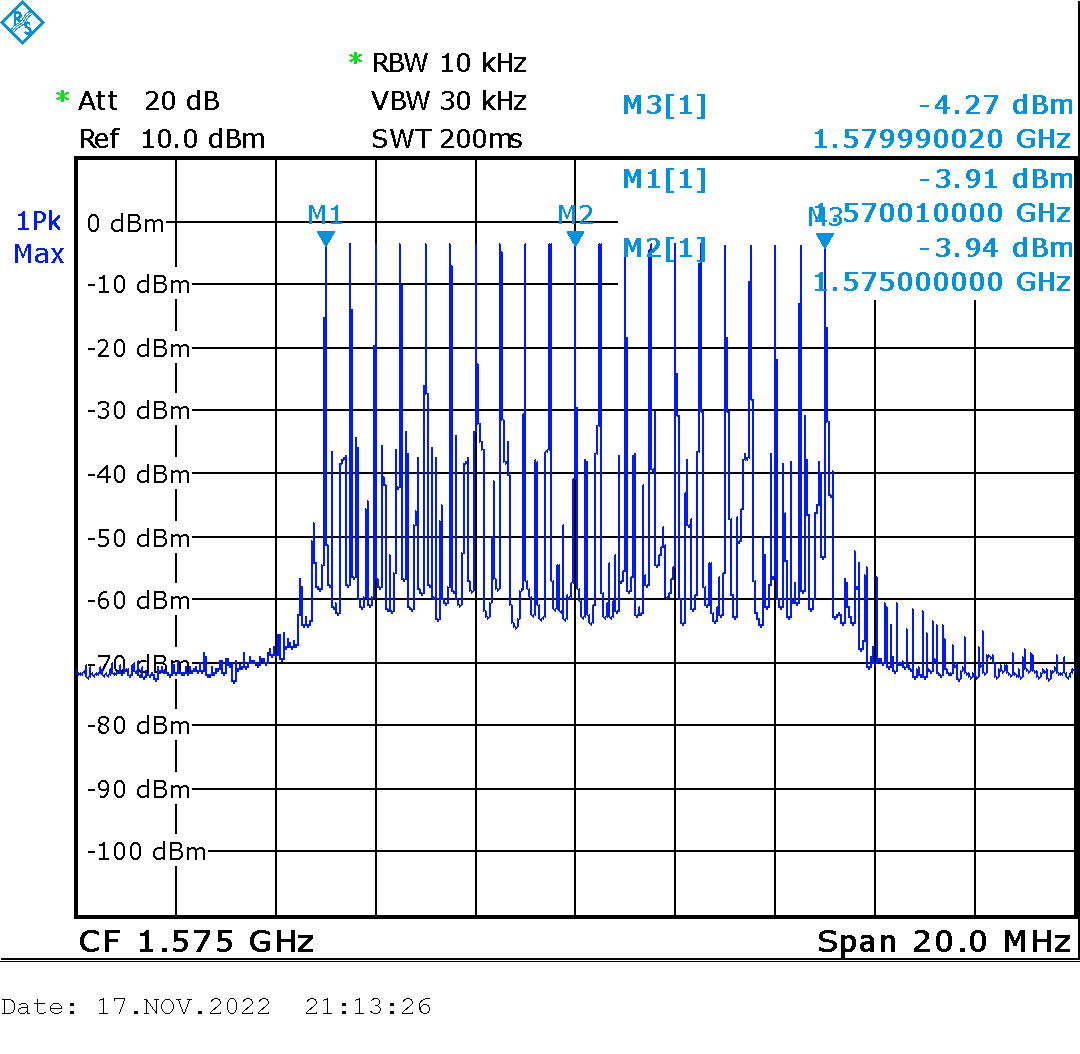 R&S
* RBW 10 kHz
* Att 20 dB VBW 30 kHz M3[1] -4.27 dBm
Ref 10.0 dBm SWT 200ms 1.579990020 GHz
M1[1] -3.91 dBm
1Pk 0 dBm M1 M2 M3 1.570010000 GHz
Max M2[1] -3.94 dBm
-10 dBm 1.575000000 GHz
-20 dBm
-30 dBm
-40 dBm
-50 dBm
-60 dBm
-70 dBm
-80 dBm
-90 dBm
-100 dBm
CF 1.575 GHz Span 20.0 MHz
Date: 17.NOV.2022 21:13:26